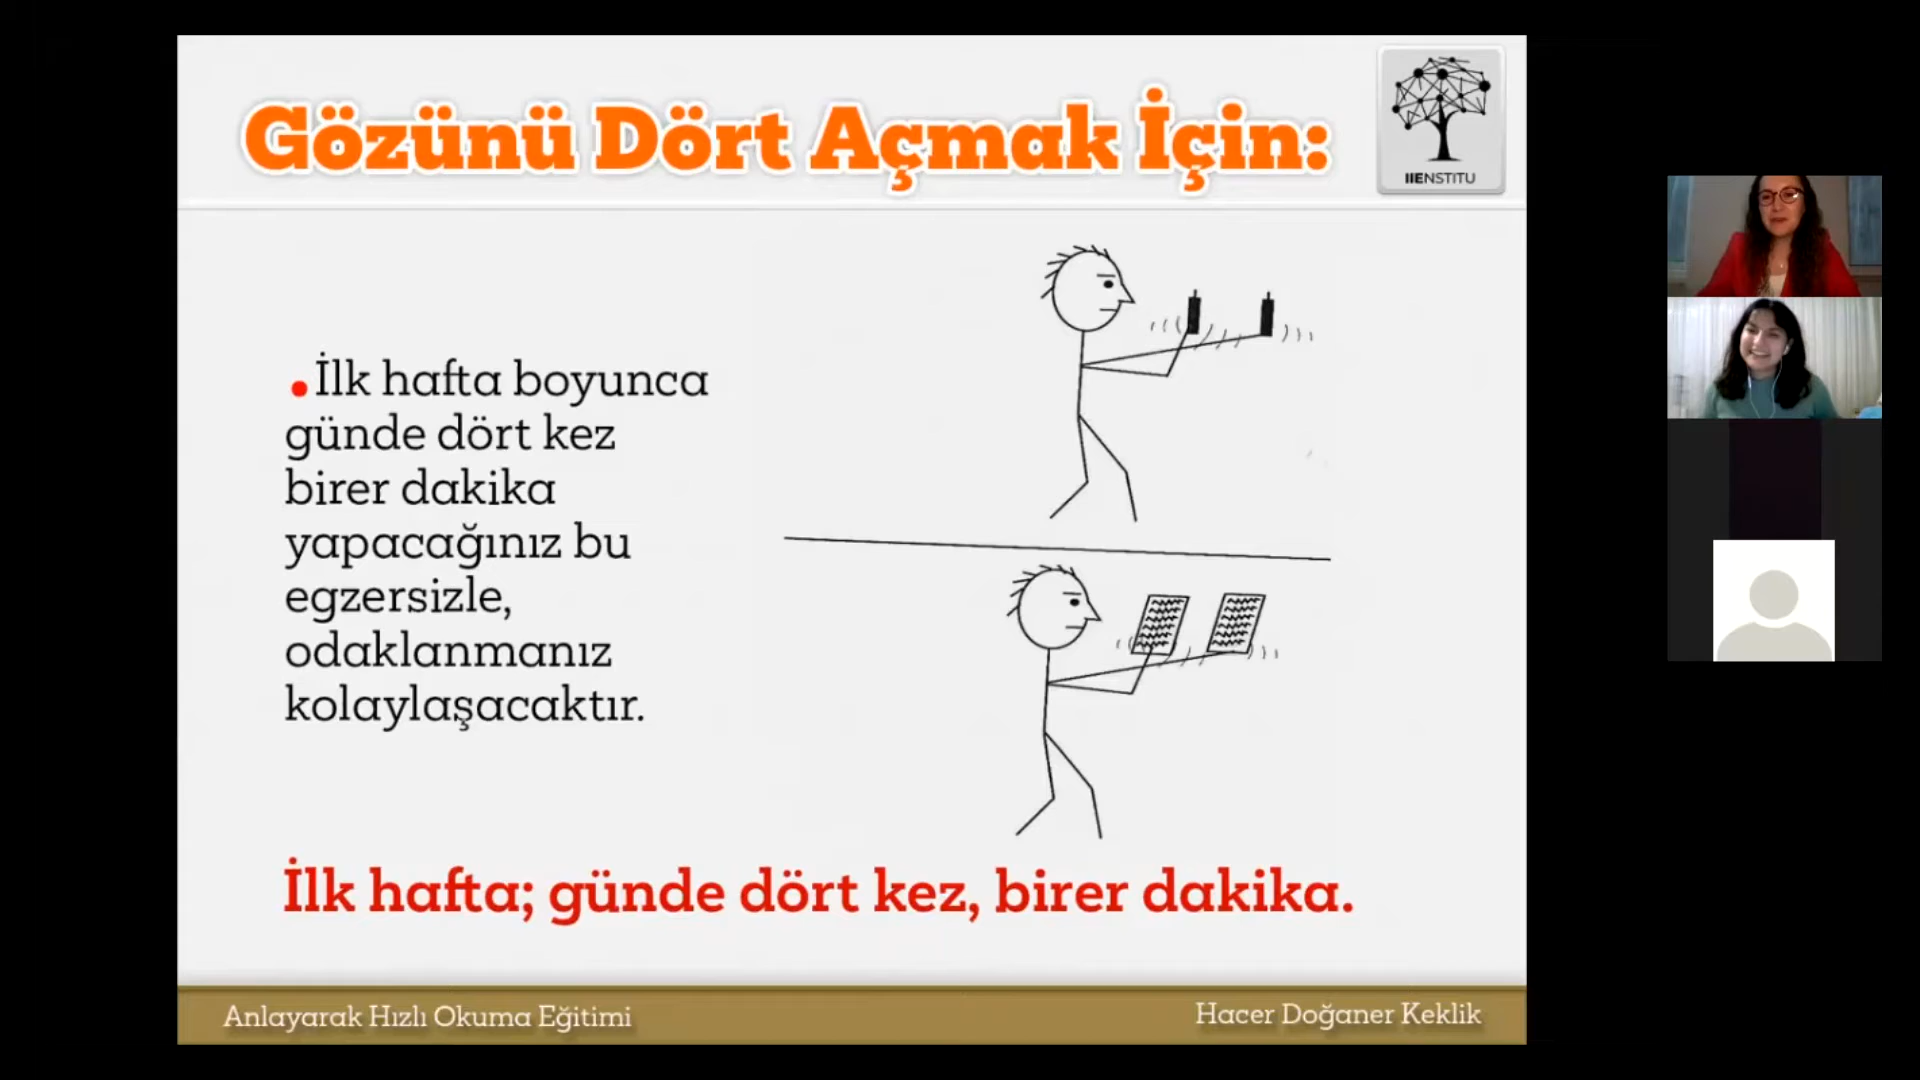 Gözünü Dört Açmak İçin:
IIENSTITU
.İlk hafta boyunca
günde dört kez
birer dakika
yapacağınız bu
egzersizle,
odaklanmanız
kolaylaşacaktır.
İlk hafta; günde dört kez, birer dakika.
Anlayarak Hızlı Okuma Eğitimi
Hacer Doğaner Keklik